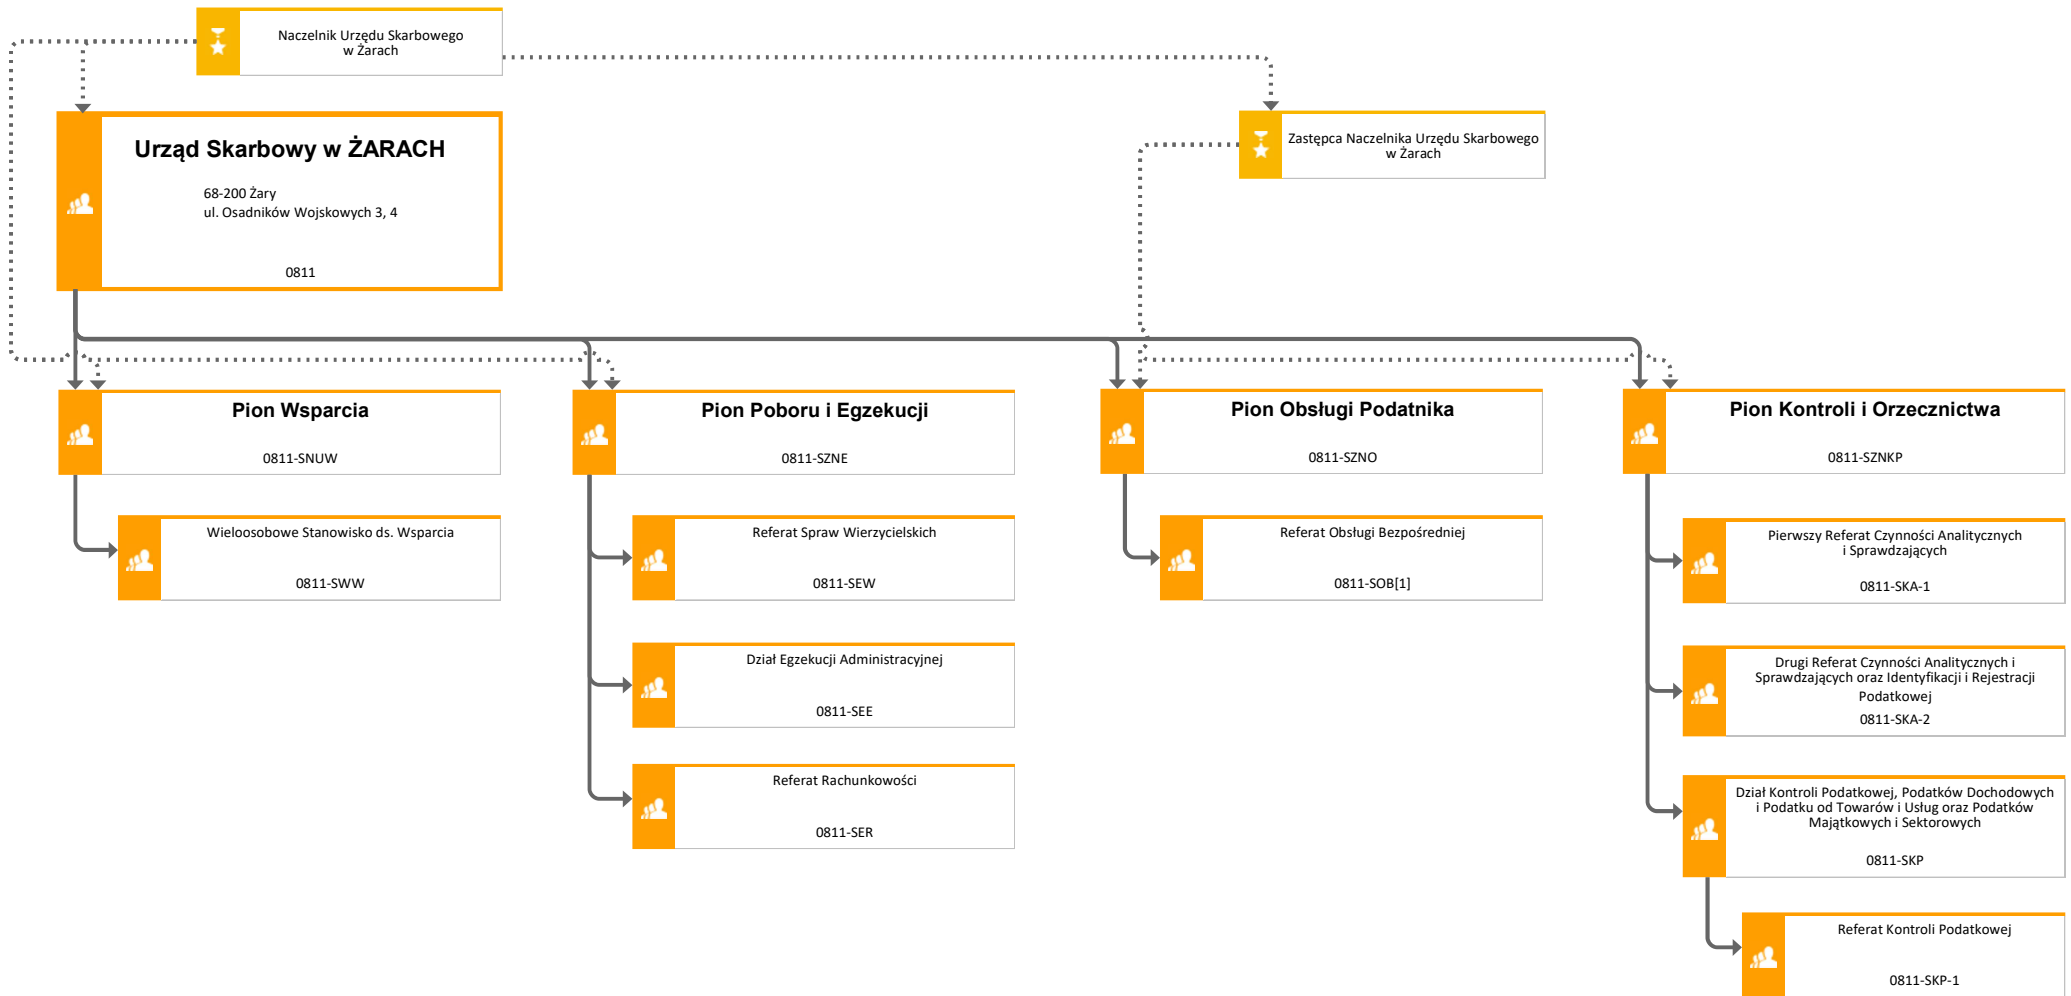 Naczelnik Urzędu Skarbowego
w Żarach
Zastępca Naczelnika Urzędu Skarbowego
w Żarach
Urząd Skarbowy w ŻARACH
68-200 Żary
ul. Osadników Wojskowych 3, 4
0811
Pion Wsparcia
0811-SNUW
Wieloosobowe Stanowisko ds. Wsparcia
0811-SWW
Pion Poboru i Egzekucji
0811-SZNE
Referat Spraw Wierzycielskich
0811-SEW
Dział Egzekucji Administracyjnej
0811-SEE
Referat Rachunkowości
0811-SER
Pion Obsługi Podatnika
0811-SZNO
Referat Obsługi Bezpośredniej
0811-SOB[1]
Pion Kontroli i Orzecznictwa
0811-SZNKP
Pierwszy Referat Czynności Analitycznych
i Sprawdzających
0811-SKA-1
Drugi Referat Czynności Analitycznych i
Sprawdzających oraz Identyfikacji i Rejestracji
Podatkowej
0811-SKA-2
Dział Kontroli Podatkowej, Podatków Dochodowych
i Podatku od Towarów i Usług oraz Podatków
Majątkowych i Sektorowych
0811-SKP
Referat Kontroli Podatkowej
0811-SKP-1